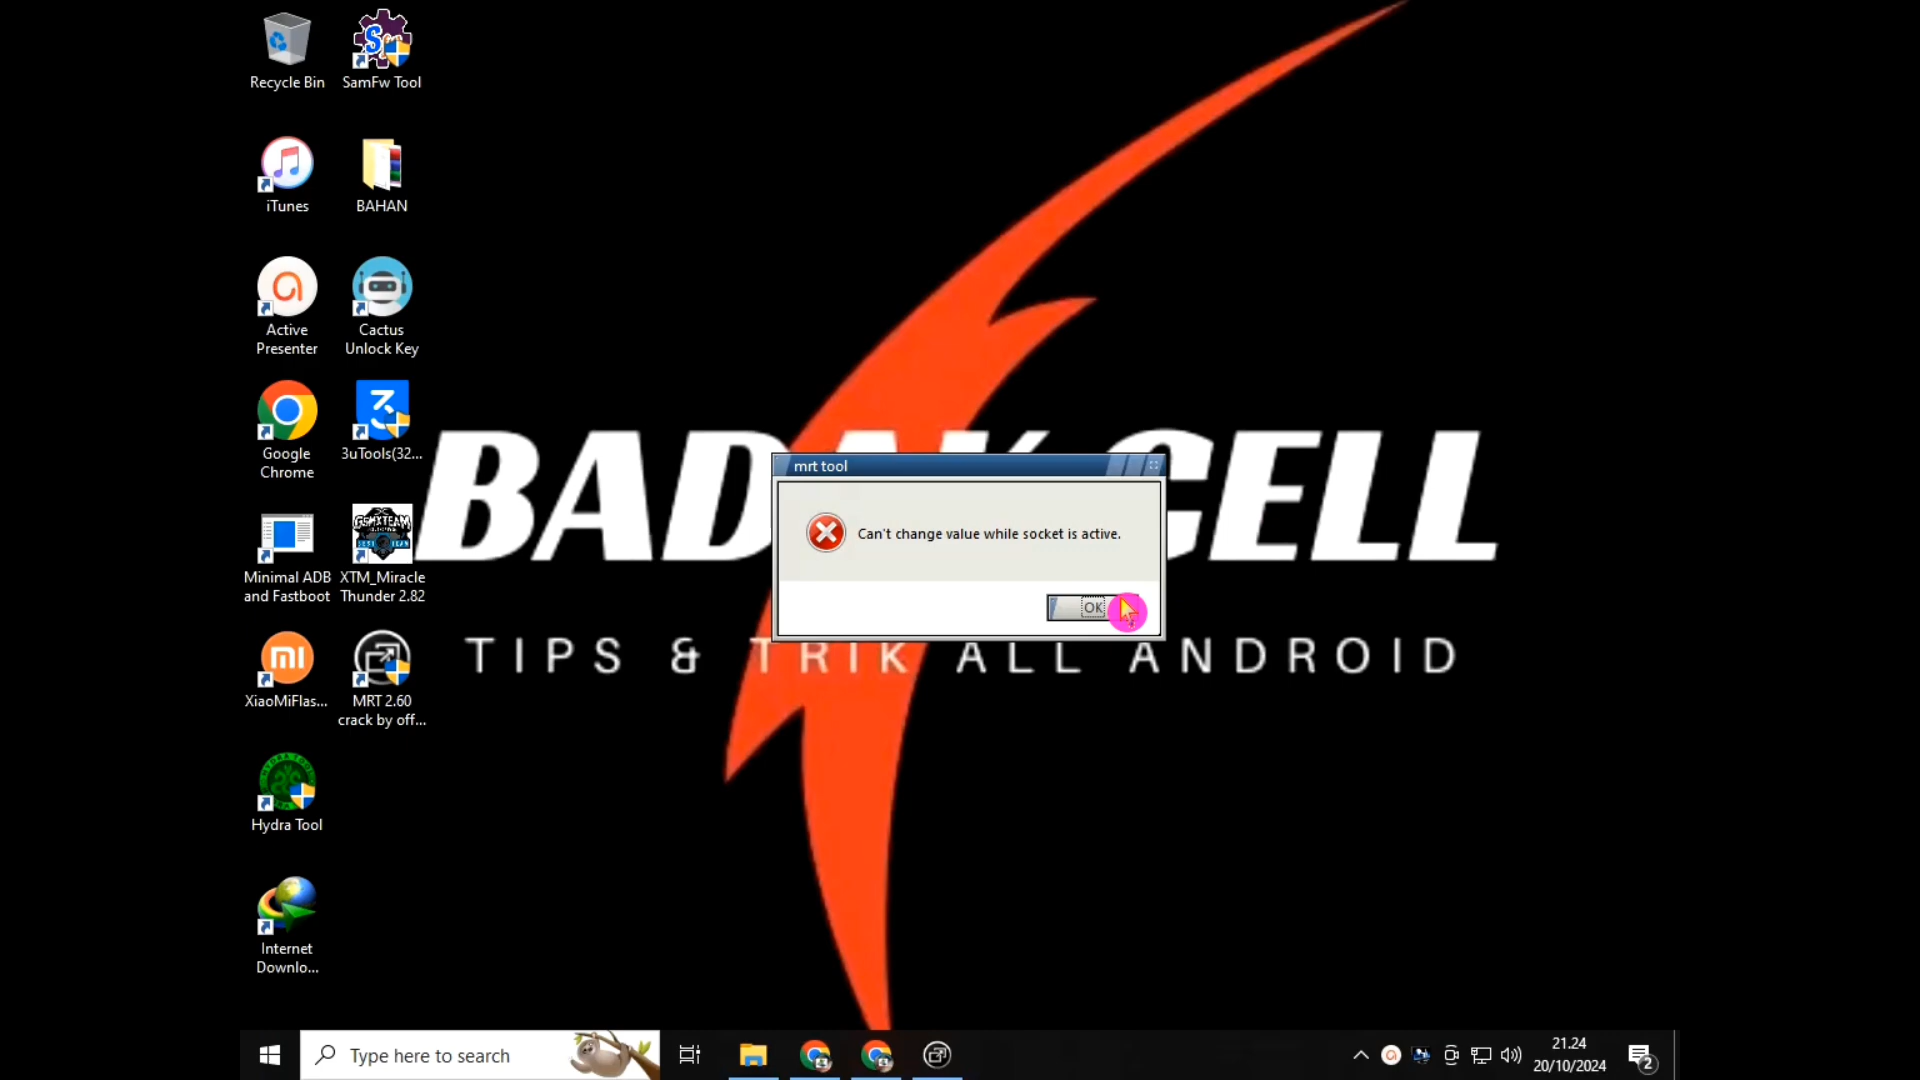 Recycle Bin
SamFw Tool
iTunes
BAHAN
Active
Presenter
Cactus
Unlock Key
Google
Chrome
3uTools(32...
Minimal ADB
and Fastboot
XTM_Miracle
Thunder 2.82
XiaoMiFlas...
MRT 2.60
crack by off...
Hydra Tool
Internet
Downlo...
CELL
TIPS & TRIK ALL ANDROID
mrt tool
Can't change value while socket is active.
OK
Type here to search
21.24
20/10/2024
2